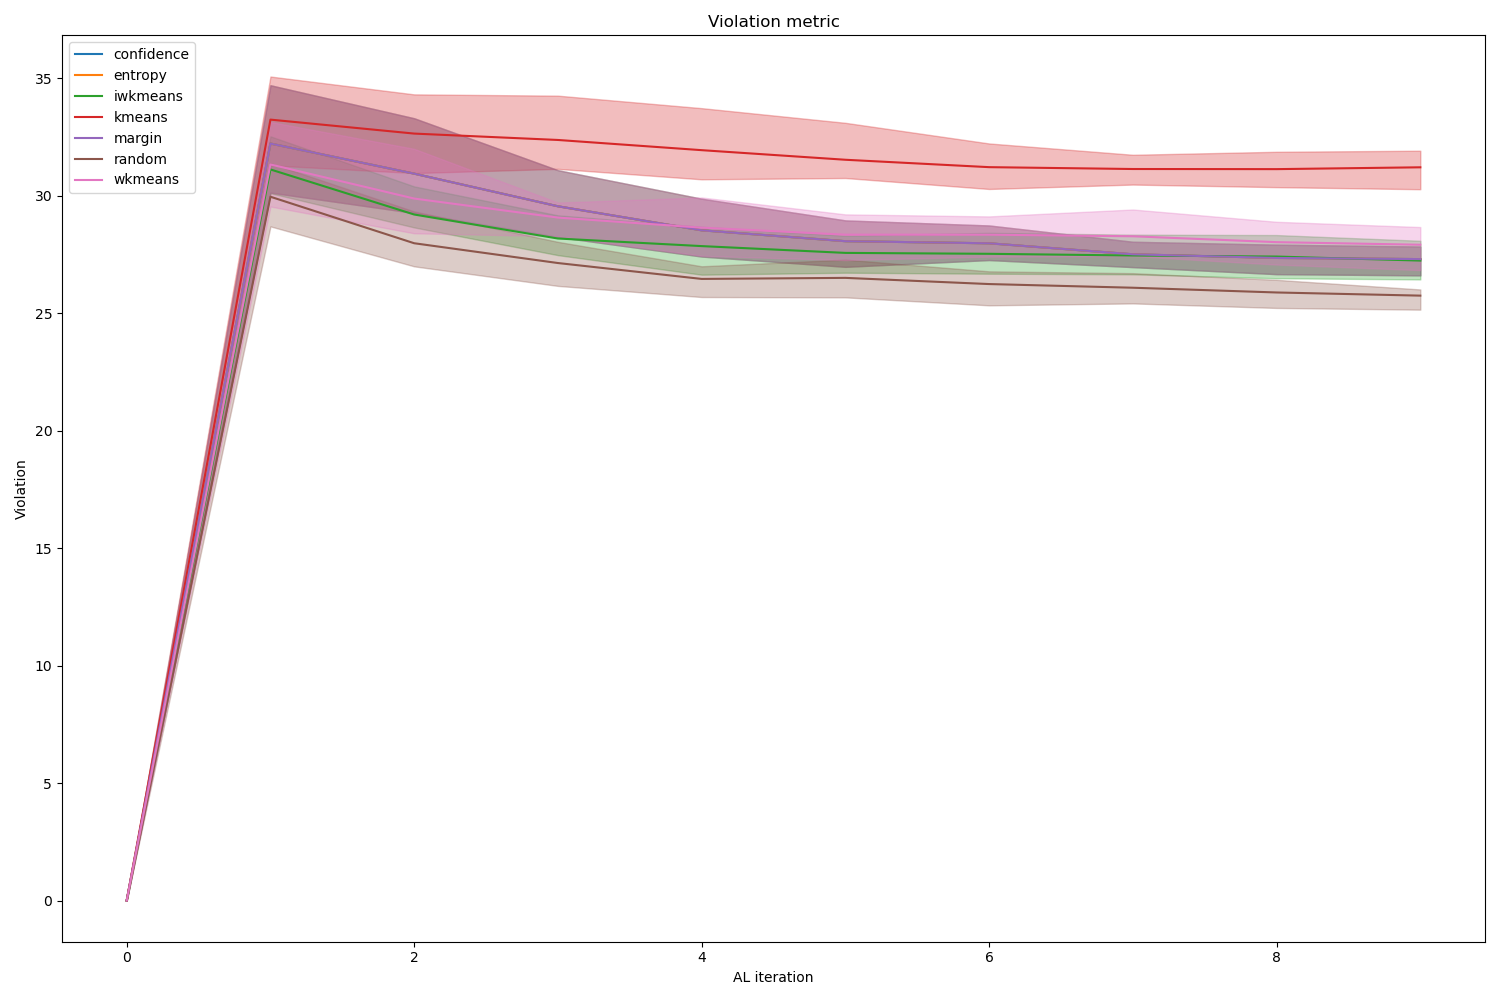 Violation metric
confidence
entropy
iwkmeans
kmeans
margin
random
wkmeans
35
30
25
20
15
10
5
0
Violation
0 2 4 6 8
AL iteration